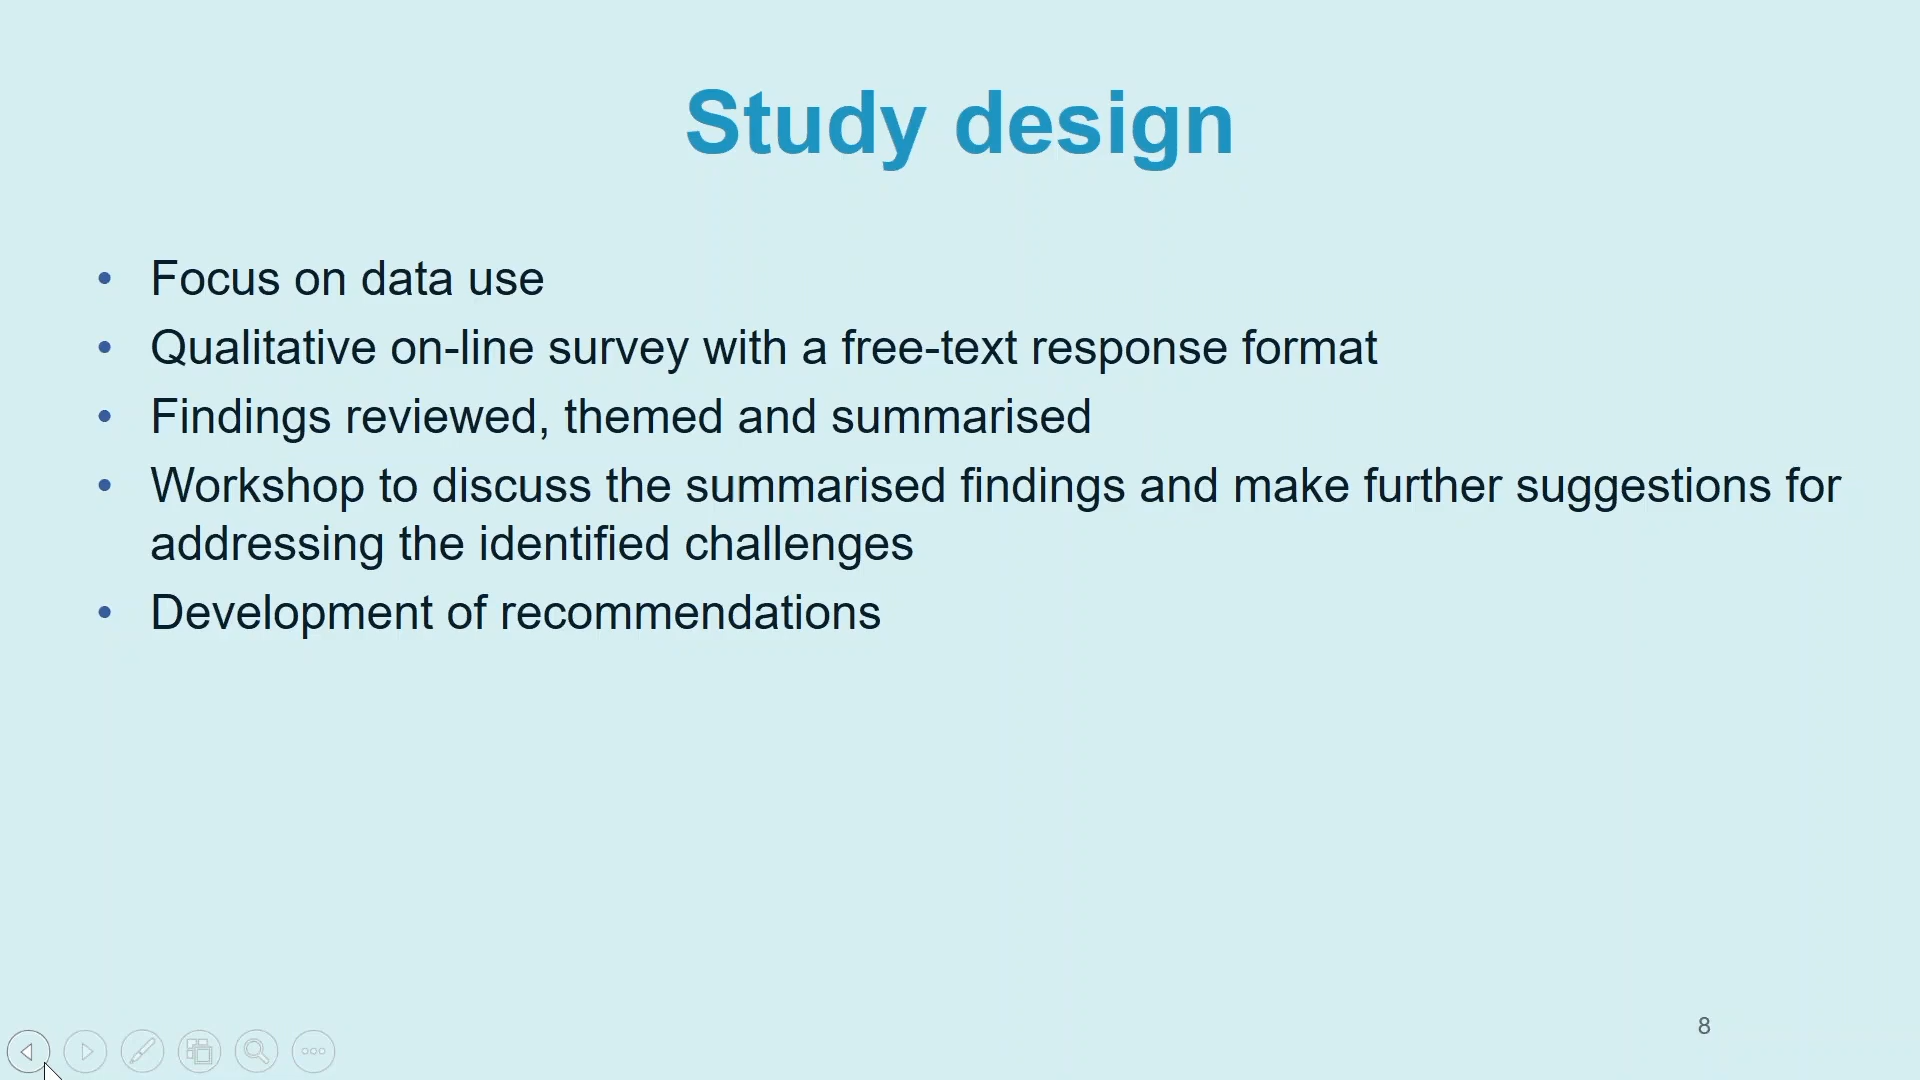 Study design
• Focus on data use
• Qualitative on-line survey with a free-text response format
• Findings reviewed, themed and summarised
• Workshop to discuss the summarised findings and make further suggestions for
addressing the identified challenges
• Development of recommendations
8